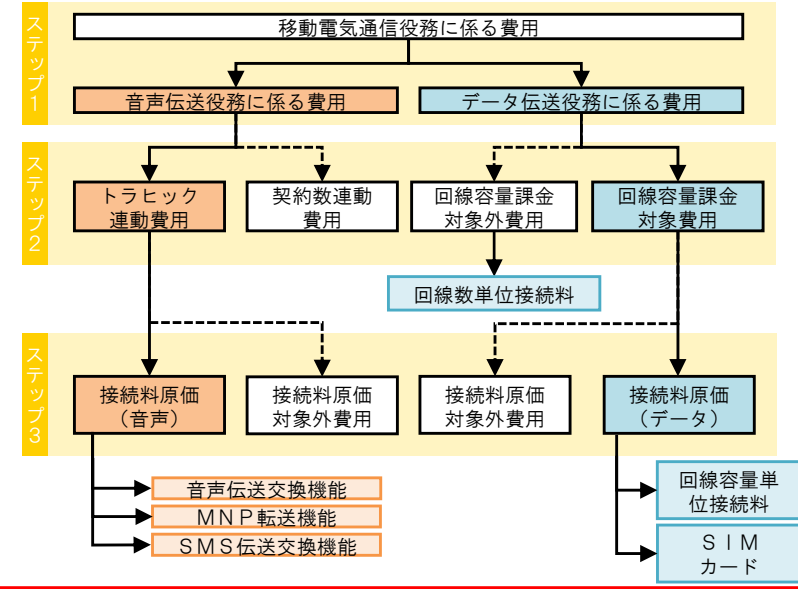 ステップ1
移動電気通信役務に係る費用
音声伝送役務に係る費用
データ伝送役務に係る費用
ステップ2
トラヒック
連動費用
契約数連動
費用
回線容量課金
対象外費用
回線容量課金
対象費用
回線数単位接続料
ステップ3
接続料原価
(音声)
接続料原価
対象外費用
接続料原価
対象外費用
接続料原価
(データ)
音声伝送交換機能
MNP転送機能
SMS伝送交換機能
回線容量単
位接続料
SIM
カード